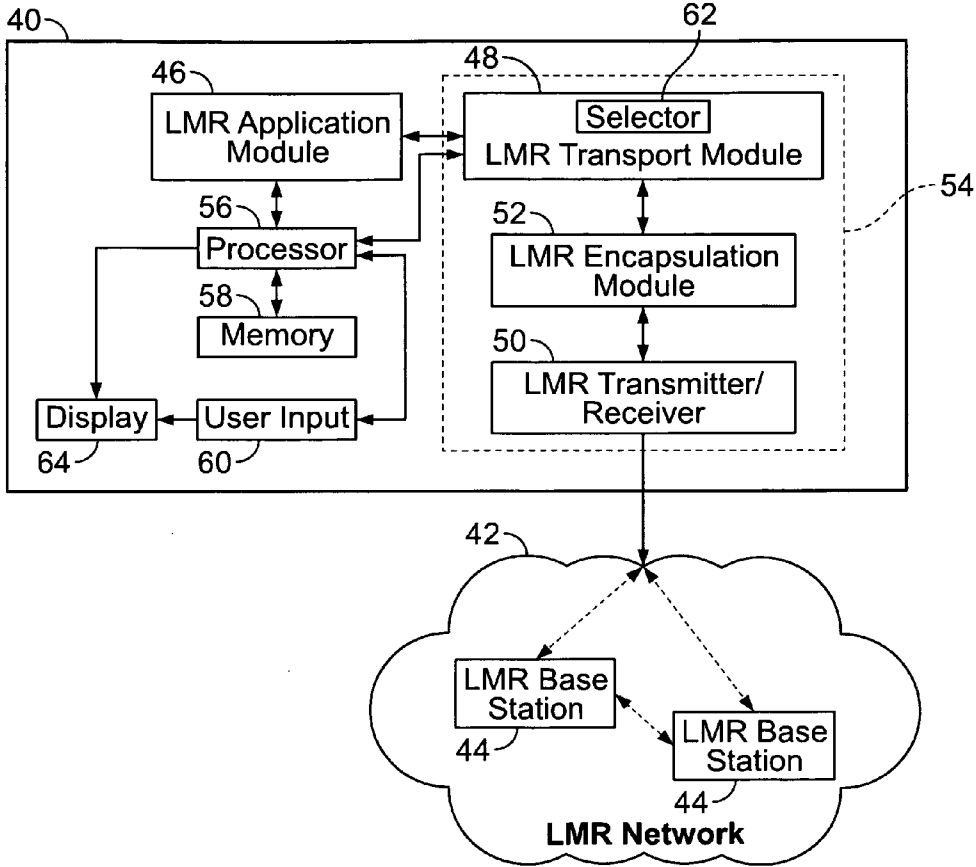 40
62
46
48
LMR Application
Module
Selector
LMR Transport Module
54
56
Processor
52
LMR Encapsulation
Module
58
Memory
50
LMR Transmitter/
Receiver
Display
User Input
64
60
42
LMR Base
Station
44
LMR Base
Station
44
LMR Network